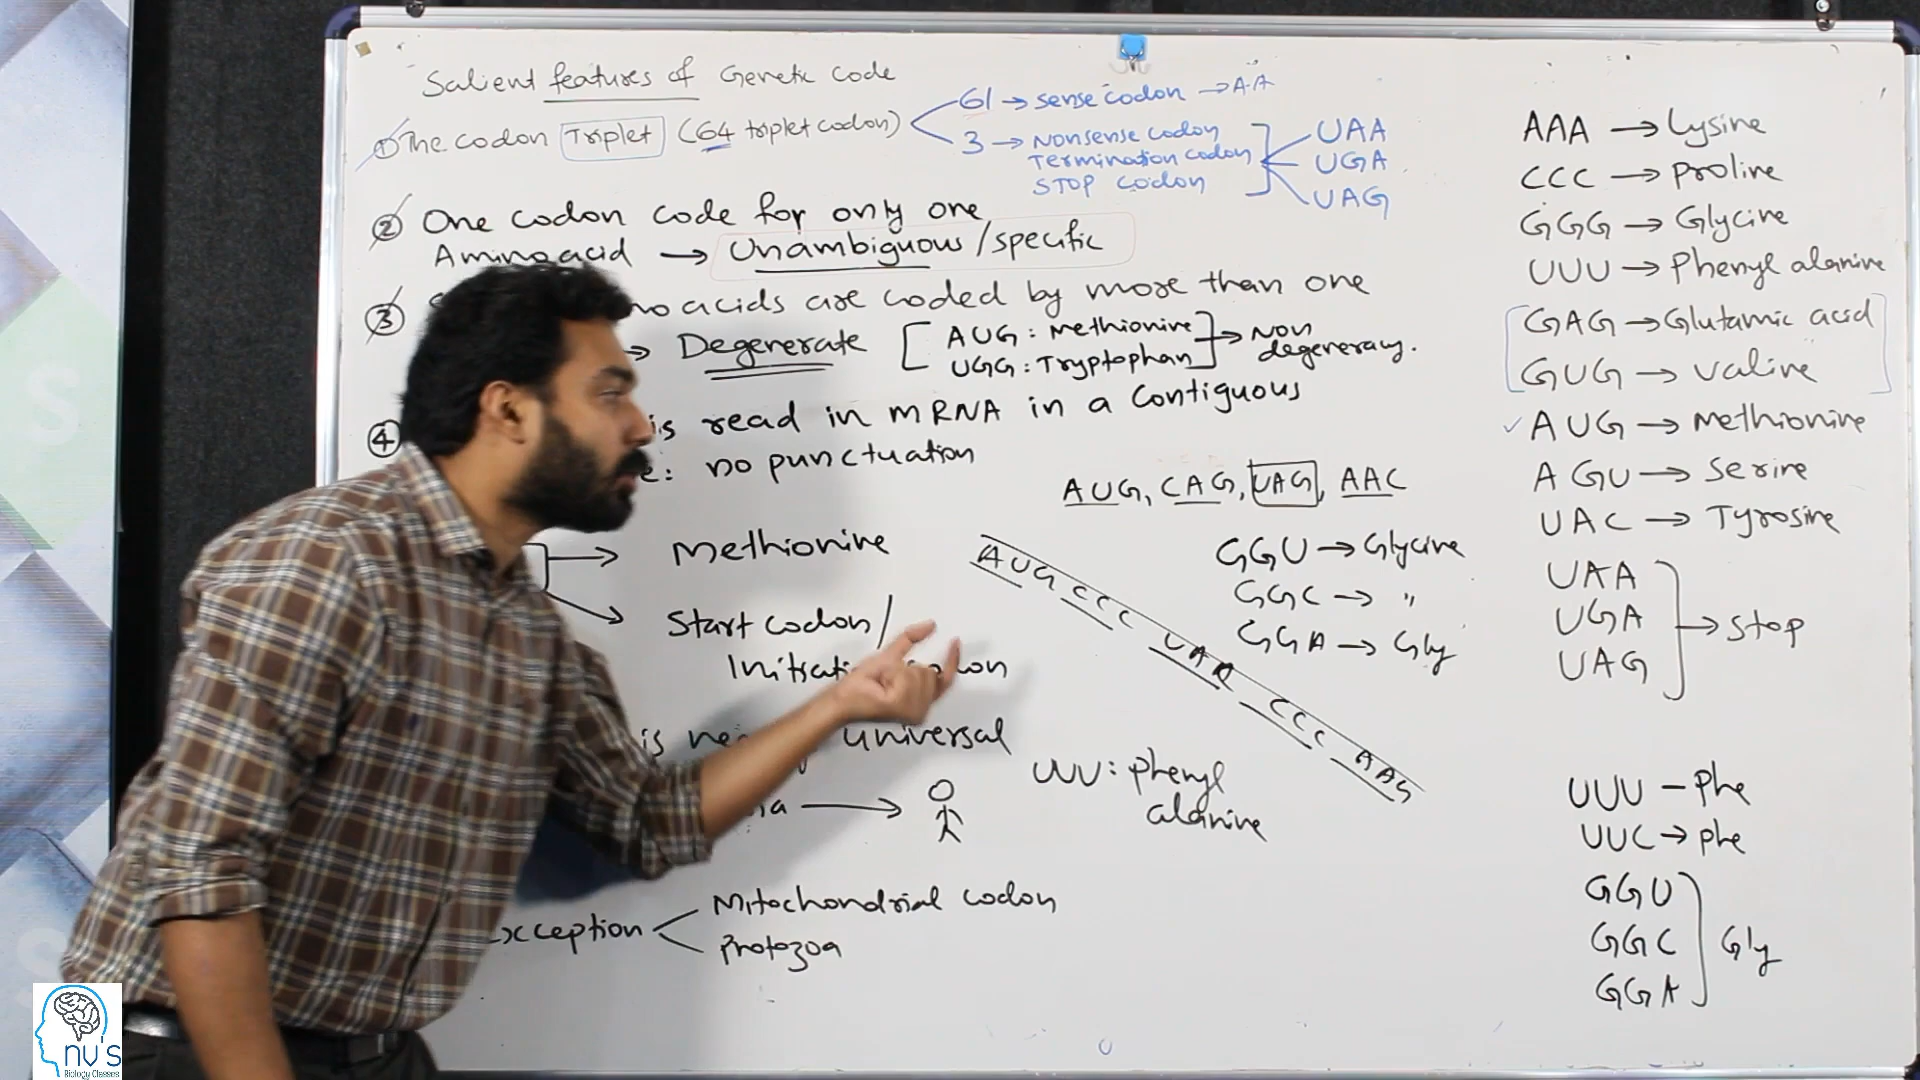 Salient features of Genetic code
① The codon Triplet (64 triplet codon)
61 → sense codon → A·A
3 → Nonsense codon
Termination codon
STOP codon
UAA
UGA
UAG
② One codon code for only one
Aminoacid → Unambiguous/specific
③ acids are coded by more than one
→ Degenerate [AUG: Methionine] → Non
UGG: Tryptophan degeneracy.
④ is read in mRNA in a Contiguous
no punctuation
AUG, CAG, UAG, AAC
→ Methionine
→ Start codon/
AUG CCC UAA CCC AAG
GGU → Glycine
GGC → "
GGA → Gly
is universal
→
UUU: phenyl
alanine
Exception
Mitochondrial codon
Protozoa
AAA → Lysine
CCC → Proline
GGG → Glycine
UUU → Phenyl alanine
GAG → Glutamic acid
GUG → Valine
✓ AUG → Methionine
AGU → Serine
UAC → Tyrosine
UAA
UGA → Stop
UAG
UUU – Phe
UUC → phe
GGU
GGC Gly
GGA
S
nv's
Biology Classes